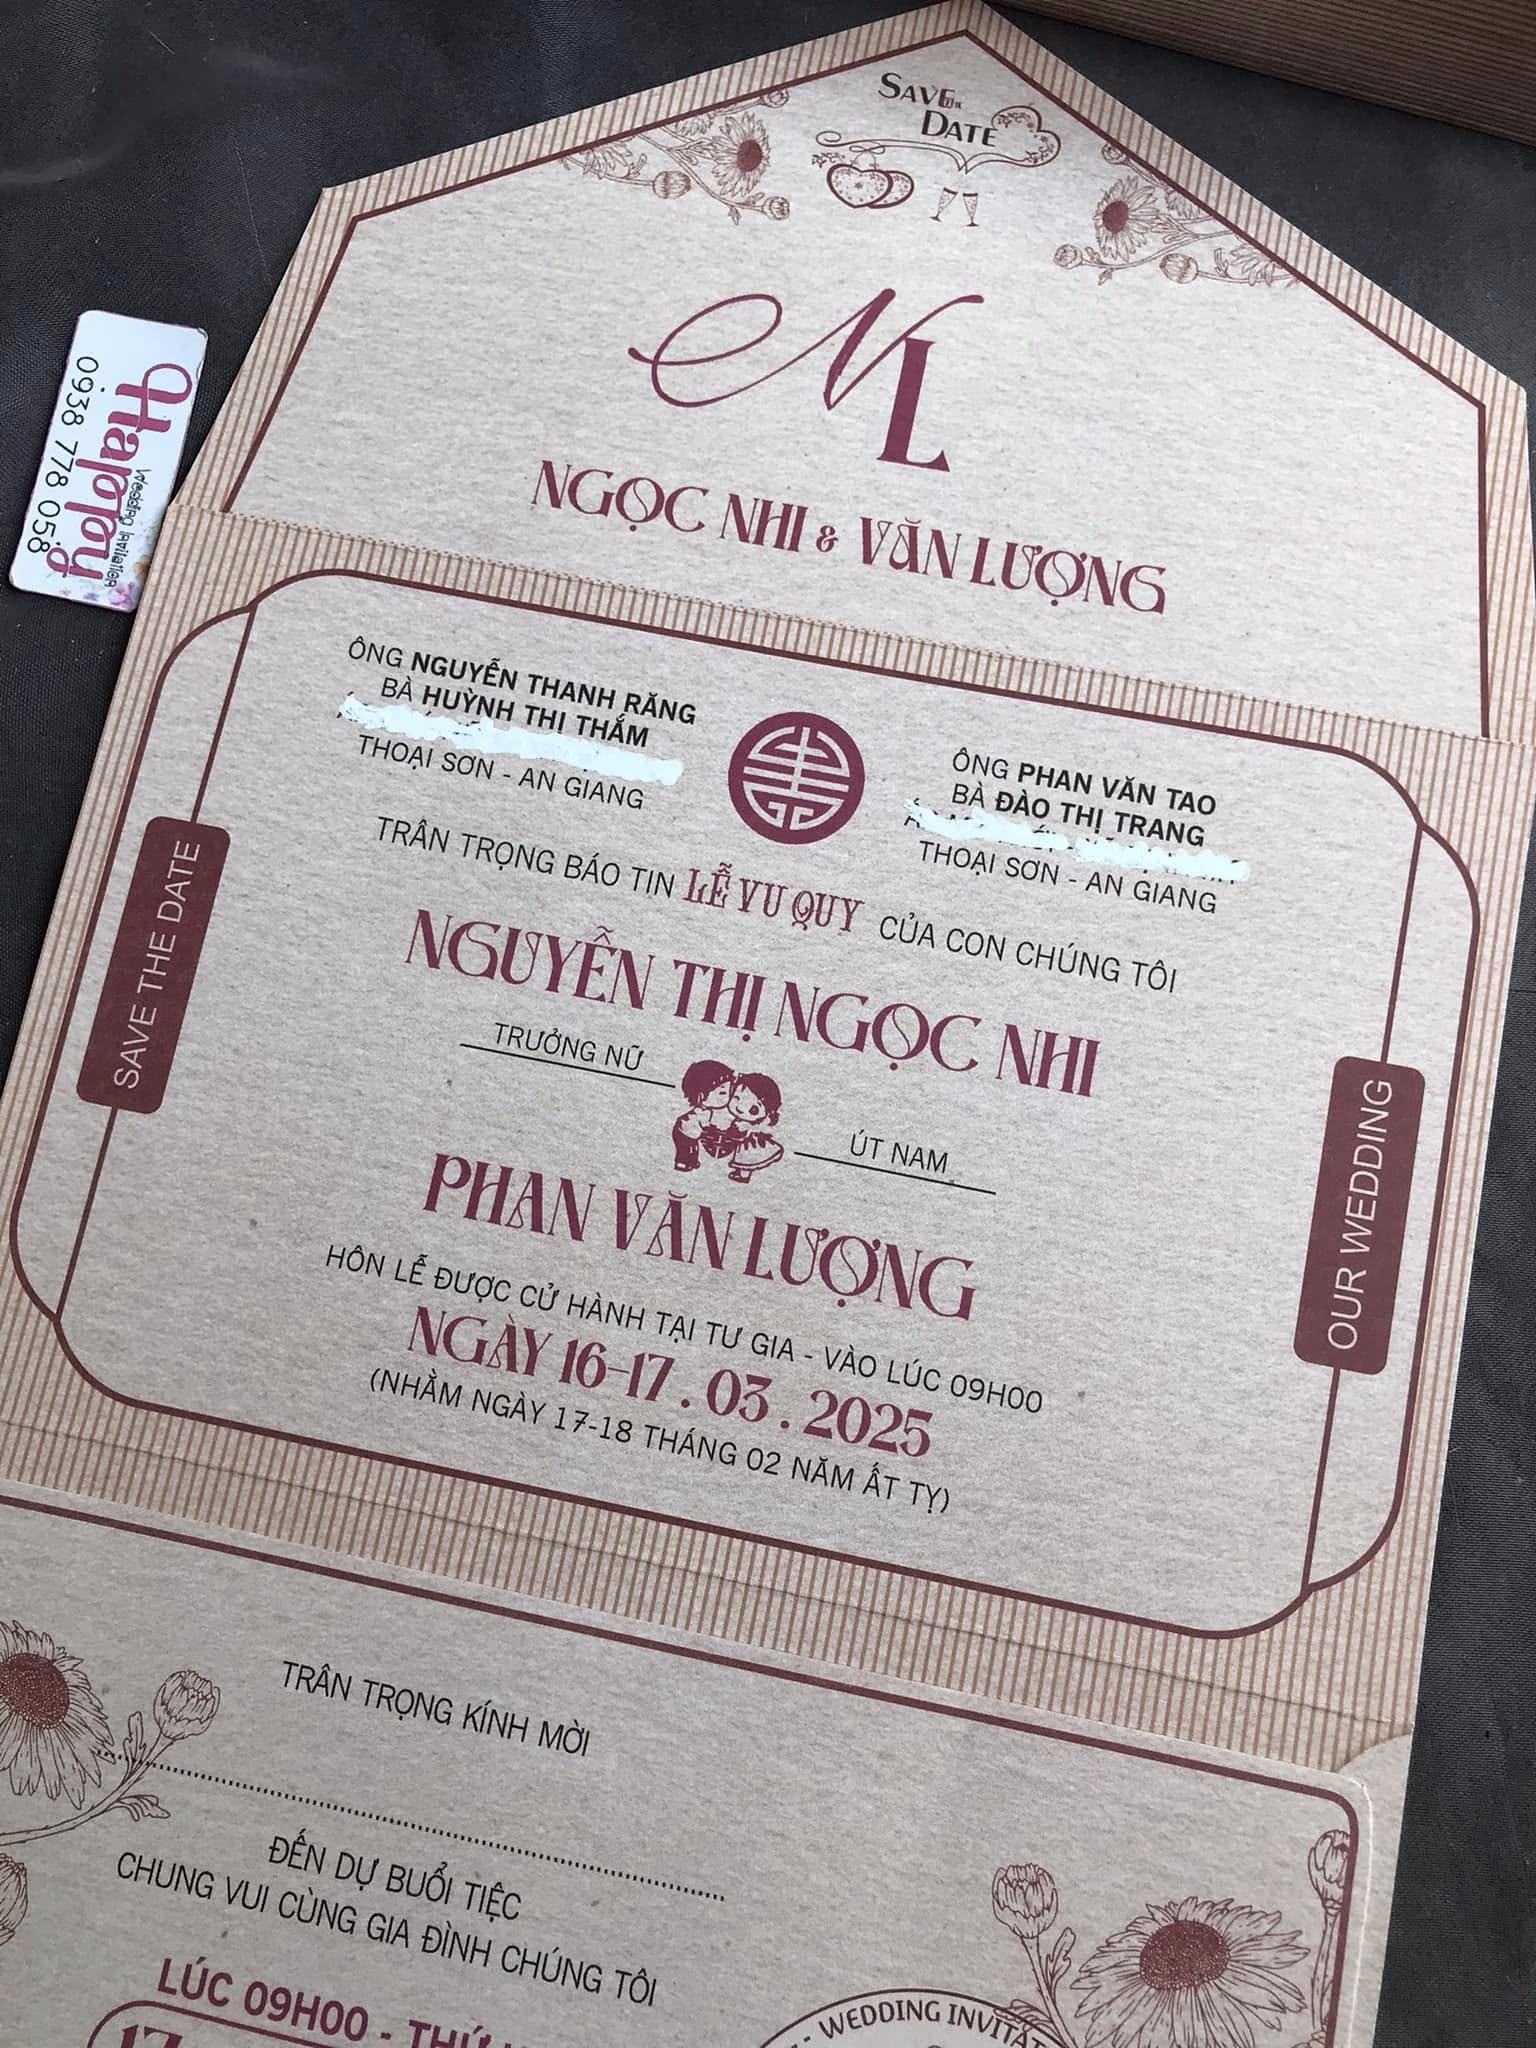 SAVE THE
DATE
NL
NGỌC NHI & VĂN LƯỢNG
Happy
Wedding Invitation
0938 778 058
ÔNG NGUYỄN THANH RĂNG
BÀ HUỲNH THỊ THẮM
THOẠI SƠN - AN GIANG
ÔNG PHAN VĂN TAO
BÀ ĐÀO THỊ TRANG
THOẠI SƠN - AN GIANG
TRÂN TRỌNG BÁO TIN LỄ VU QUY CỦA CON CHÚNG TÔI
NGUYỄN THỊ NGỌC NHI
TRƯỞNG NỮ
ÚT NAM
PHAN VĂN LƯỢNG
HÔN LỄ ĐƯỢC CỬ HÀNH TẠI TƯ GIA - VÀO LÚC 09H00
NGÀY 16-17 . 03 . 2025
(NHẰM NGÀY 17-18 THÁNG 02 NĂM ẤT TỴ)
SAVE THE DATE
OUR WEDDING
TRÂN TRỌNG KÍNH MỜI
ĐẾN DỰ BUỔI TIỆC
CHUNG VUI CÙNG GIA ĐÌNH CHÚNG TÔI
LÚC 09H00 - THỨ
17
WEDDING INVITAT